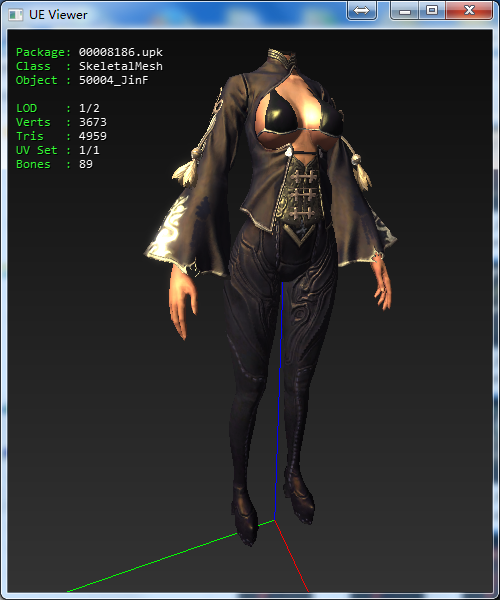 UE Viewer
Package: 00008186.upk
Class  : SkeletalMesh
Object : 50004_JinF
LOD    : 1/2
Verts  : 3673
Tris   : 4959
UV Set : 1/1
Bones  : 89